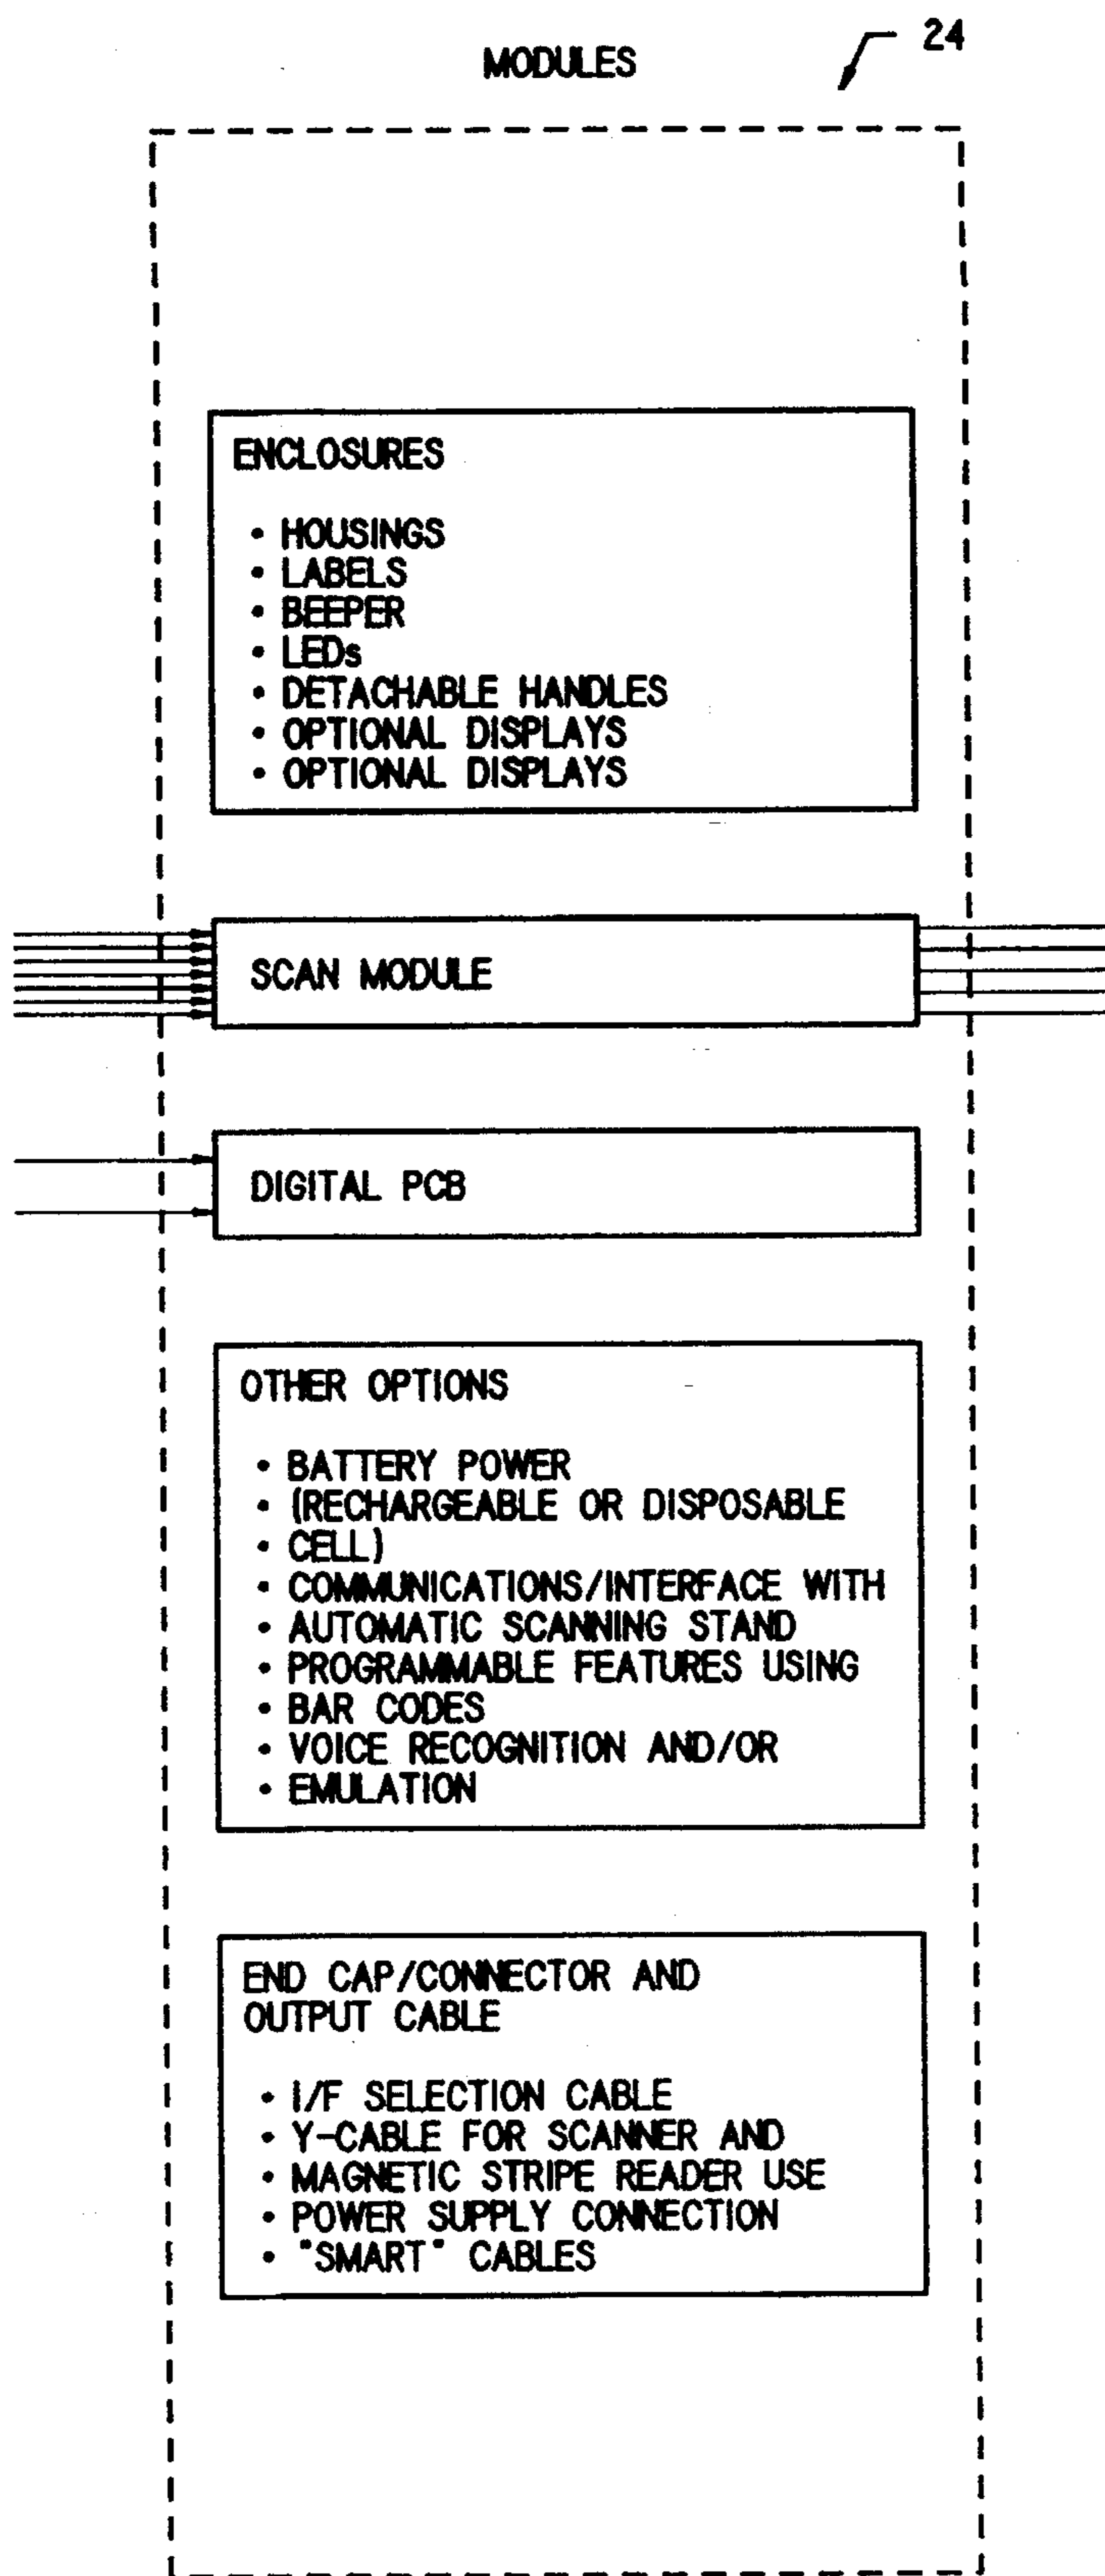 MODULES
24
ENCLOSURES
• HOUSINGS
• LABELS
• BEEPER
• LEDs
• DETACHABLE HANDLES
• OPTIONAL DISPLAYS
• OPTIONAL DISPLAYS
SCAN MODULE
DIGITAL PCB
OTHER OPTIONS
• BATTERY POWER
• (RECHARGEABLE OR DISPOSABLE
• CELL)
• COMMUNICATIONS/INTERFACE WITH
• AUTOMATIC SCANNING STAND
• PROGRAMMABLE FEATURES USING
• BAR CODES
• VOICE RECOGNITION AND/OR
• EMULATION
END CAP/CONNECTOR AND
OUTPUT CABLE
• I/F SELECTION CABLE
• Y-CABLE FOR SCANNER AND
• MAGNETIC STRIPE READER USE
• POWER SUPPLY CONNECTION
• "SMART" CABLES